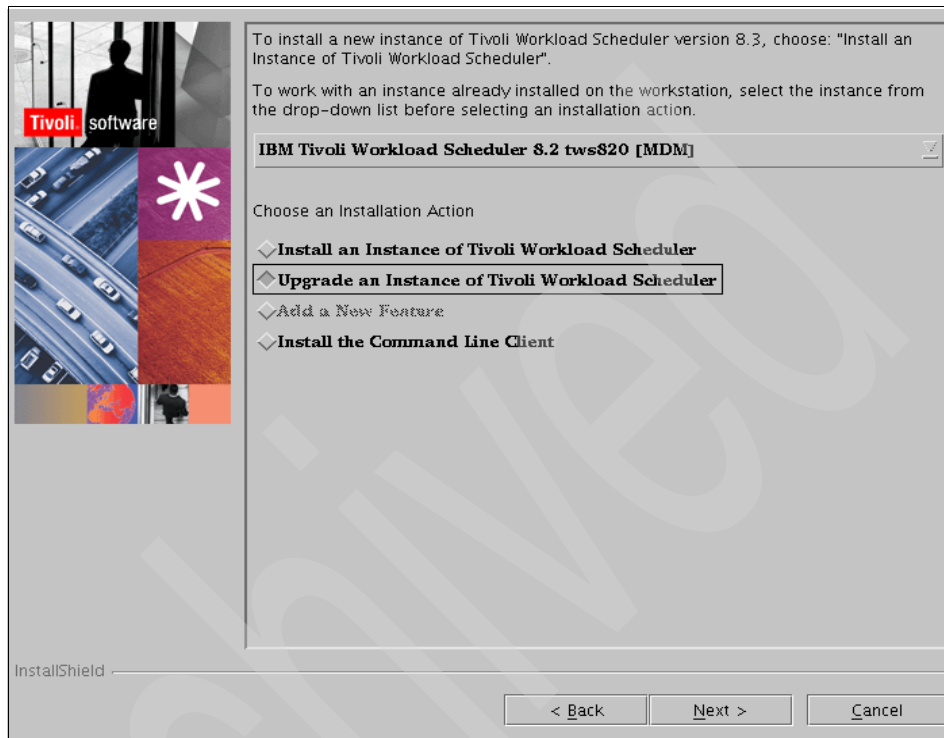 To install a new instance of Tivoli Workload Scheduler version 8.3, choose: "Install an
Instance of Tivoli Workload Scheduler".
To work with an instance already installed on the workstation, select the instance from
the drop-down list before selecting an installation action.
Tivoli. software
IBM Tivoli Workload Scheduler 8.2 tws820 [MDM]
Choose an Installation Action
Install an Instance of Tivoli Workload Scheduler
Upgrade an Instance of Tivoli Workload Scheduler
Add a New Feature
Install the Command Line Client
InstallShield
< Back
Next >
Cancel